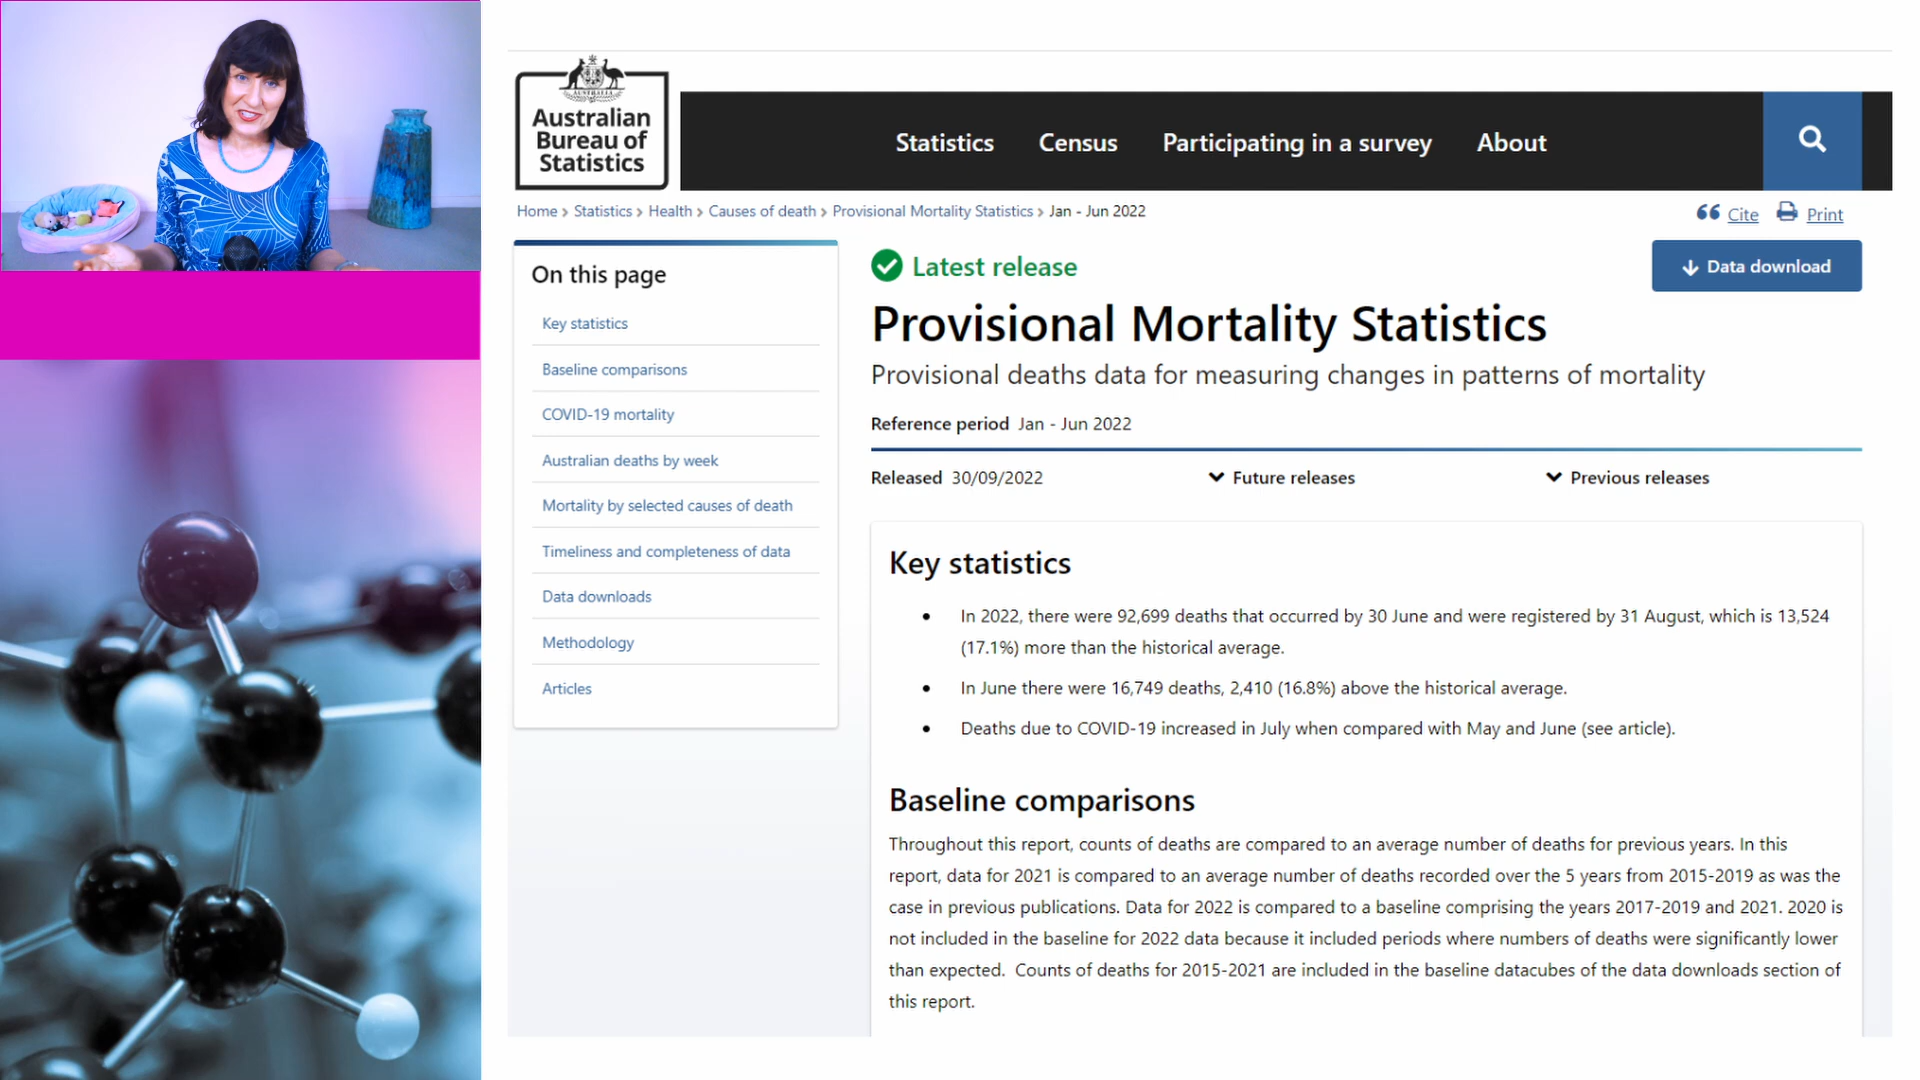 AUSTRALIA
Australian
Bureau of
Statistics
Statistics
Census
Participating in a survey
About
Home › Statistics › Health › Causes of death › Provisional Mortality Statistics › Jan - Jun 2022
Cite
Print
On this page
Key statistics
Baseline comparisons
COVID-19 mortality
Australian deaths by week
Mortality by selected causes of death
Timeliness and completeness of data
Data downloads
Methodology
Articles
Latest release
Data download
Provisional Mortality Statistics
Provisional deaths data for measuring changes in patterns of mortality
Reference period Jan - Jun 2022
Released 30/09/2022
Future releases
Previous releases
Key statistics
• In 2022, there were 92,699 deaths that occurred by 30 June and were registered by 31 August, which is 13,524
(17.1%) more than the historical average.
• In June there were 16,749 deaths, 2,410 (16.8%) above the historical average.
• Deaths due to COVID-19 increased in July when compared with May and June (see article).
Baseline comparisons
Throughout this report, counts of deaths are compared to an average number of deaths for previous years. In this
report, data for 2021 is compared to an average number of deaths recorded over the 5 years from 2015-2019 as was the
case in previous publications. Data for 2022 is compared to a baseline comprising the years 2017-2019 and 2021. 2020 is
not included in the baseline for 2022 data because it included periods where numbers of deaths were significantly lower
than expected. Counts of deaths for 2015-2021 are included in the baseline datacubes of the data downloads section of
this report.